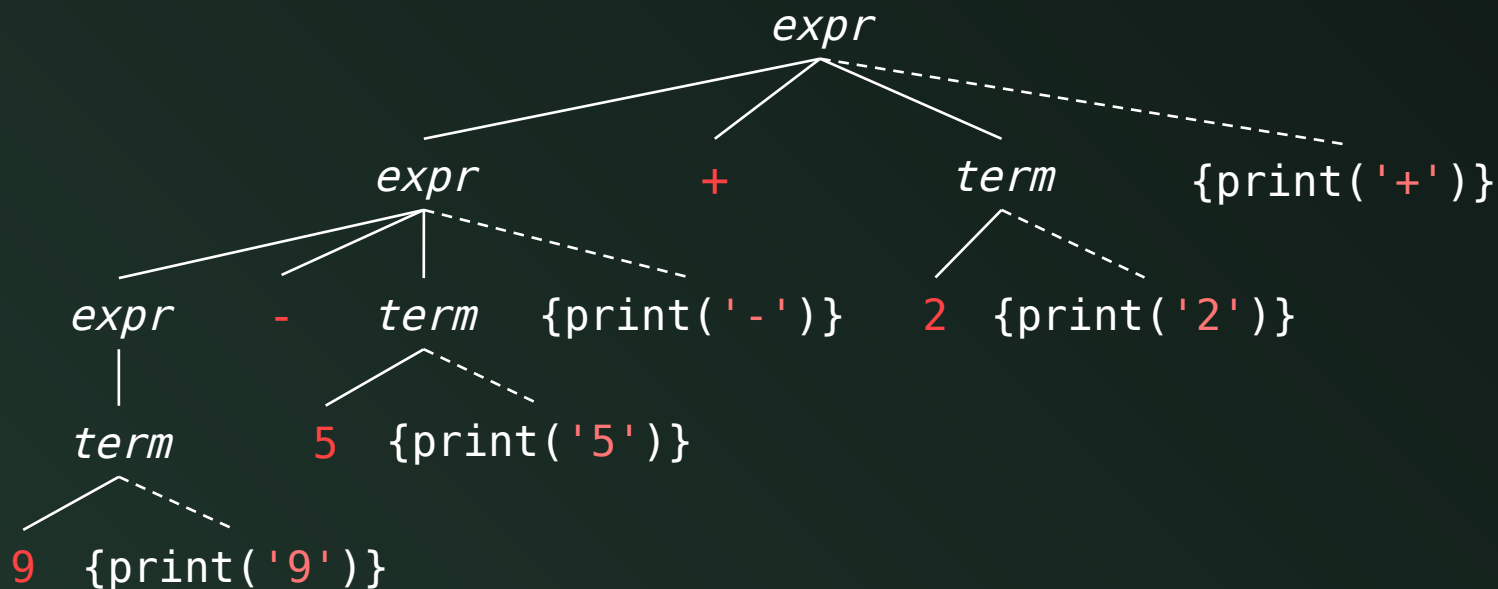 expr
expr + term {print('+')}
expr - term {print('-')} 2 {print('2')}
term 5 {print('5')}
9 {print('9')}